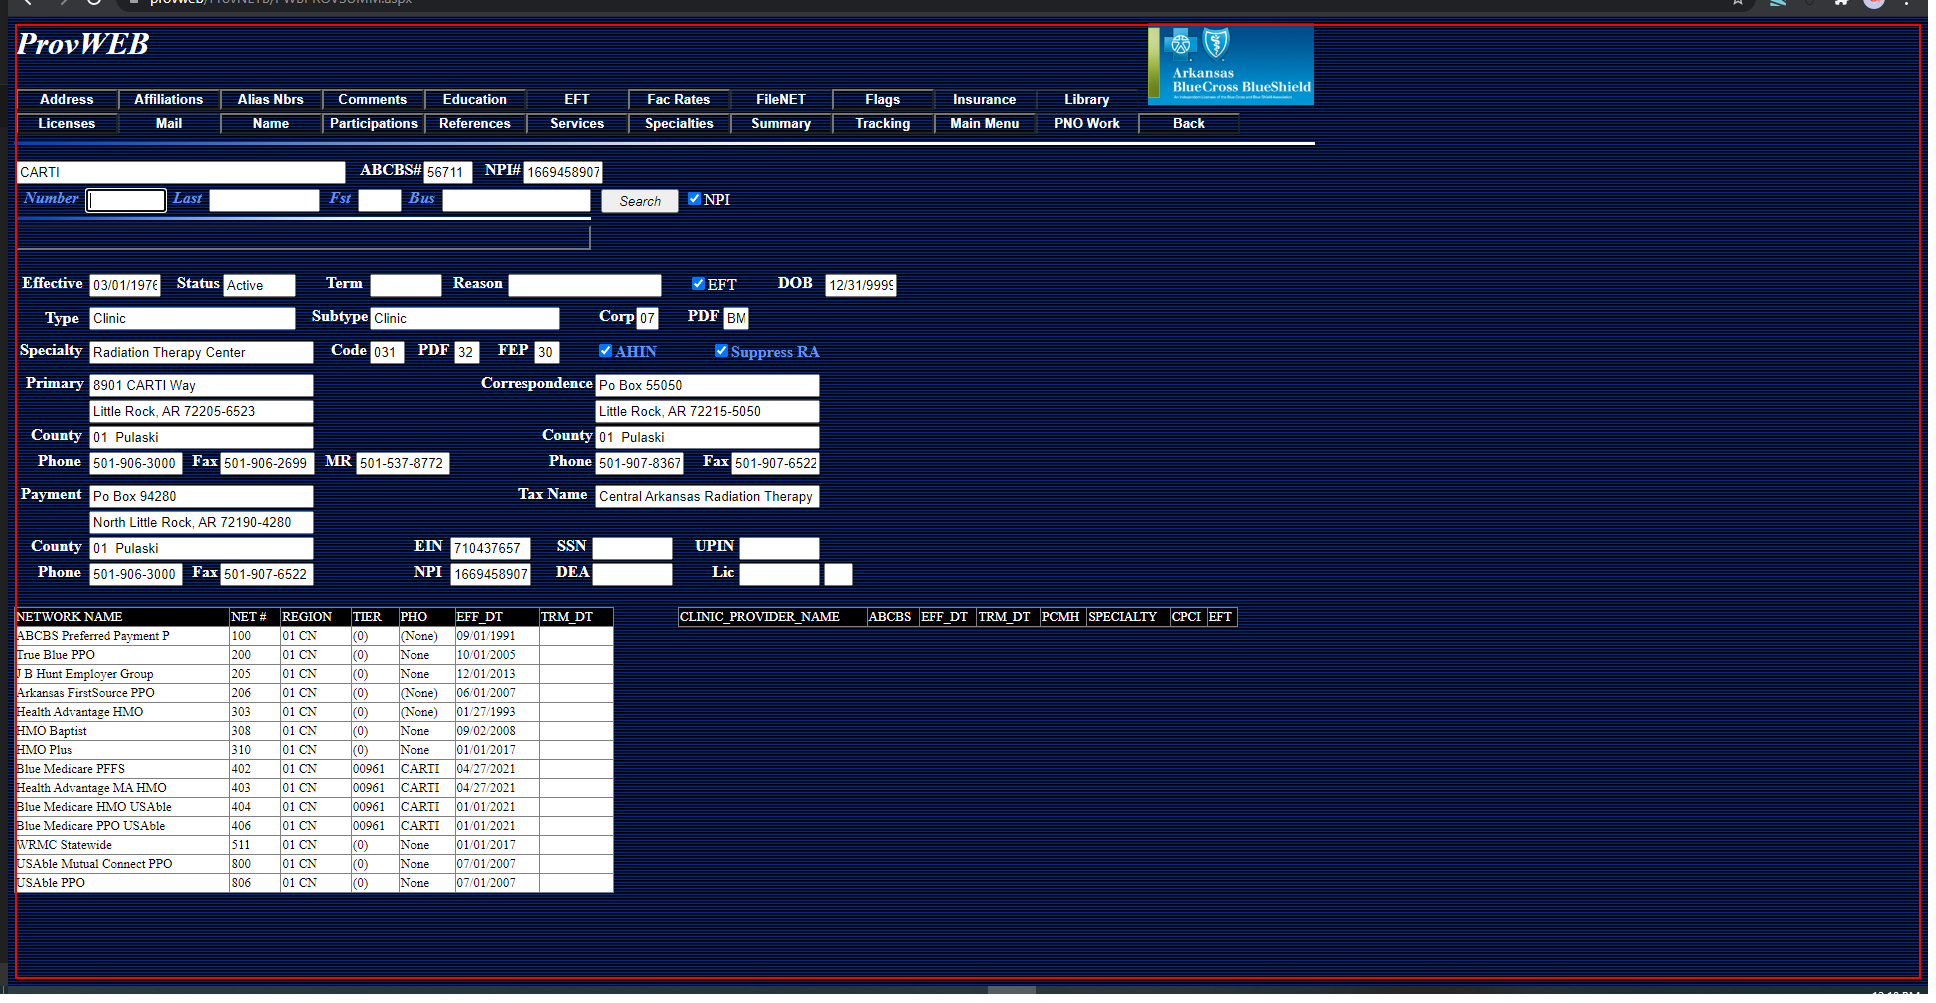 ProvWEB
Arkansas
BlueCross BlueShield
An Independent Licensee of the Blue Cross and Blue Shield Association
Address Affiliations Alias Nbrs Comments Education EFT Fac Rates FileNET Flags Insurance Library
Licenses Mail Name Participations References Services Specialties Summary Tracking Main Menu PNO Work Back
CARTI ABCBS# 56711 NPI# 1669458907
Number Last Fst Bus Search NPI
Effective 03/01/1976 Status Active Term Reason EFT DOB 12/31/9999
Type Clinic Subtype Clinic Corp 07 PDF BM
Specialty Radiation Therapy Center Code 031 PDF 32 FEP 30 AHIN Suppress RA
Primary 8901 CARTI Way Correspondence Po Box 55050
Little Rock, AR 72205-6523 Little Rock, AR 72215-5050
County 01 Pulaski County 01 Pulaski
Phone 501-906-3000 Fax 501-906-2699 MR 501-537-8772 Phone 501-907-8367 Fax 501-907-6522
Payment Po Box 94280 Tax Name Central Arkansas Radiation Therapy
North Little Rock, AR 72190-4280
County 01 Pulaski EIN 710437657 SSN UPIN
Phone 501-906-3000 Fax 501-907-6522 NPI 1669458907 DEA Lic
NETWORK NAME NET # REGION TIER PHO EFF_DT TRM_DT CLINIC_PROVIDER_NAME ABCBS EFF_DT TRM_DT PCMH SPECIALTY CPCI EFT
ABCBS Preferred Payment P 100 01 CN (0) (None) 09/01/1991
True Blue PPO 200 01 CN (0) None 10/01/2005
J B Hunt Employer Group 205 01 CN (0) None 12/01/2013
Arkansas FirstSource PPO 206 01 CN (0) (None) 06/01/2007
Health Advantage HMO 303 01 CN (0) (None) 01/27/1993
HMO Baptist 308 01 CN (0) None 09/02/2008
HMO Plus 310 01 CN (0) None 01/01/2017
Blue Medicare PFFS 402 01 CN 00961 CARTI 04/27/2021
Health Advantage MA HMO 403 01 CN 00961 CARTI 04/27/2021
Blue Medicare HMO USAble 404 01 CN 00961 CARTI 01/01/2021
Blue Medicare PPO USAble 406 01 CN 00961 CARTI 01/01/2021
WRMC Statewide 511 01 CN (0) None 01/01/2017
USAble Mutual Connect PPO 800 01 CN (0) None 07/01/2007
USAble PPO 806 01 CN (0) None 07/01/2007